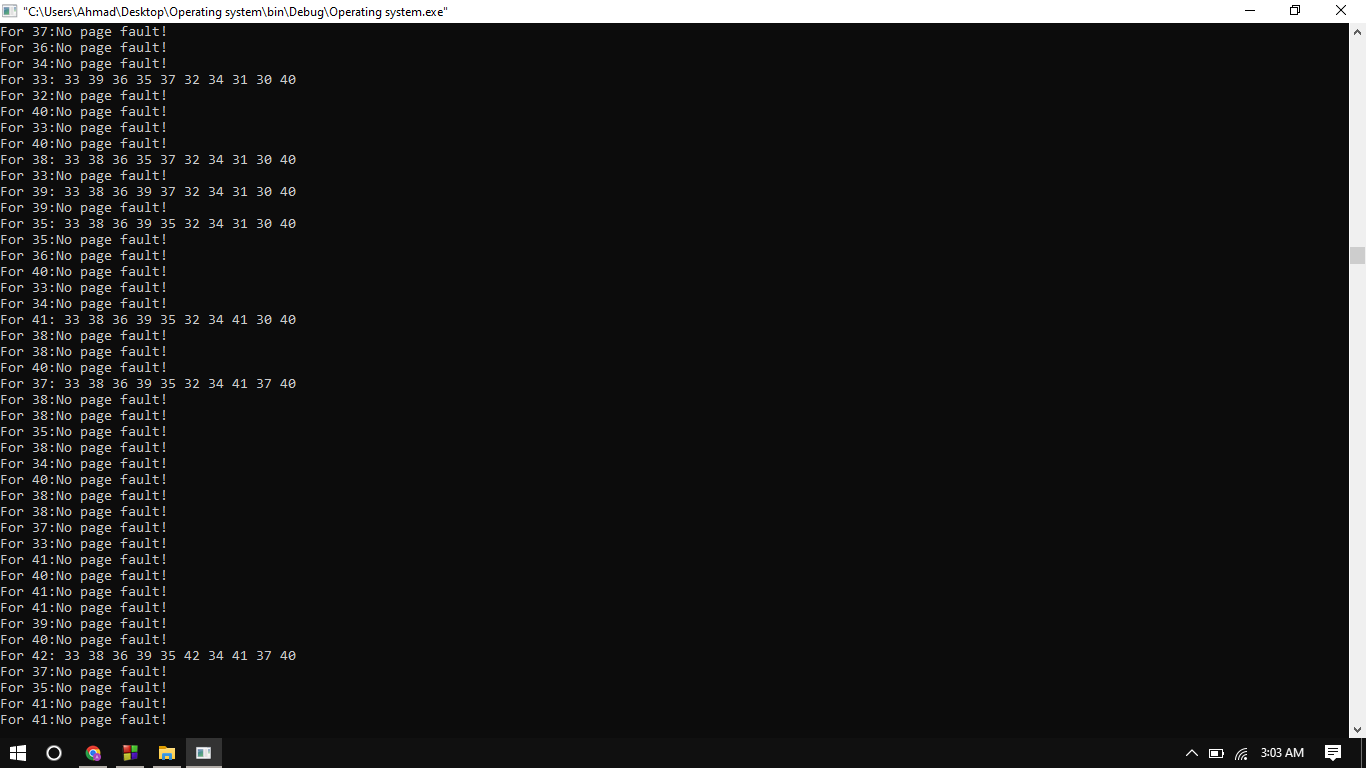 "C:\Users\Ahmad\Desktop\Operating system\bin\Debug\Operating system.exe"
For 37:No page fault!
For 36:No page fault!
For 34:No page fault!
For 33: 33 39 36 35 37 32 34 31 30 40
For 32:No page fault!
For 40:No page fault!
For 33:No page fault!
For 40:No page fault!
For 38: 33 38 36 35 37 32 34 31 30 40
For 33:No page fault!
For 39: 33 38 36 39 37 32 34 31 30 40
For 39:No page fault!
For 35: 33 38 36 39 35 32 34 31 30 40
For 35:No page fault!
For 36:No page fault!
For 40:No page fault!
For 33:No page fault!
For 34:No page fault!
For 41: 33 38 36 39 35 32 34 41 30 40
For 38:No page fault!
For 38:No page fault!
For 40:No page fault!
For 37: 33 38 36 39 35 32 34 41 37 40
For 38:No page fault!
For 38:No page fault!
For 35:No page fault!
For 38:No page fault!
For 34:No page fault!
For 40:No page fault!
For 38:No page fault!
For 38:No page fault!
For 37:No page fault!
For 33:No page fault!
For 41:No page fault!
For 40:No page fault!
For 41:No page fault!
For 41:No page fault!
For 39:No page fault!
For 40:No page fault!
For 42: 33 38 36 39 35 42 34 41 37 40
For 37:No page fault!
For 35:No page fault!
For 41:No page fault!
For 41:No page fault!
3:03 AM